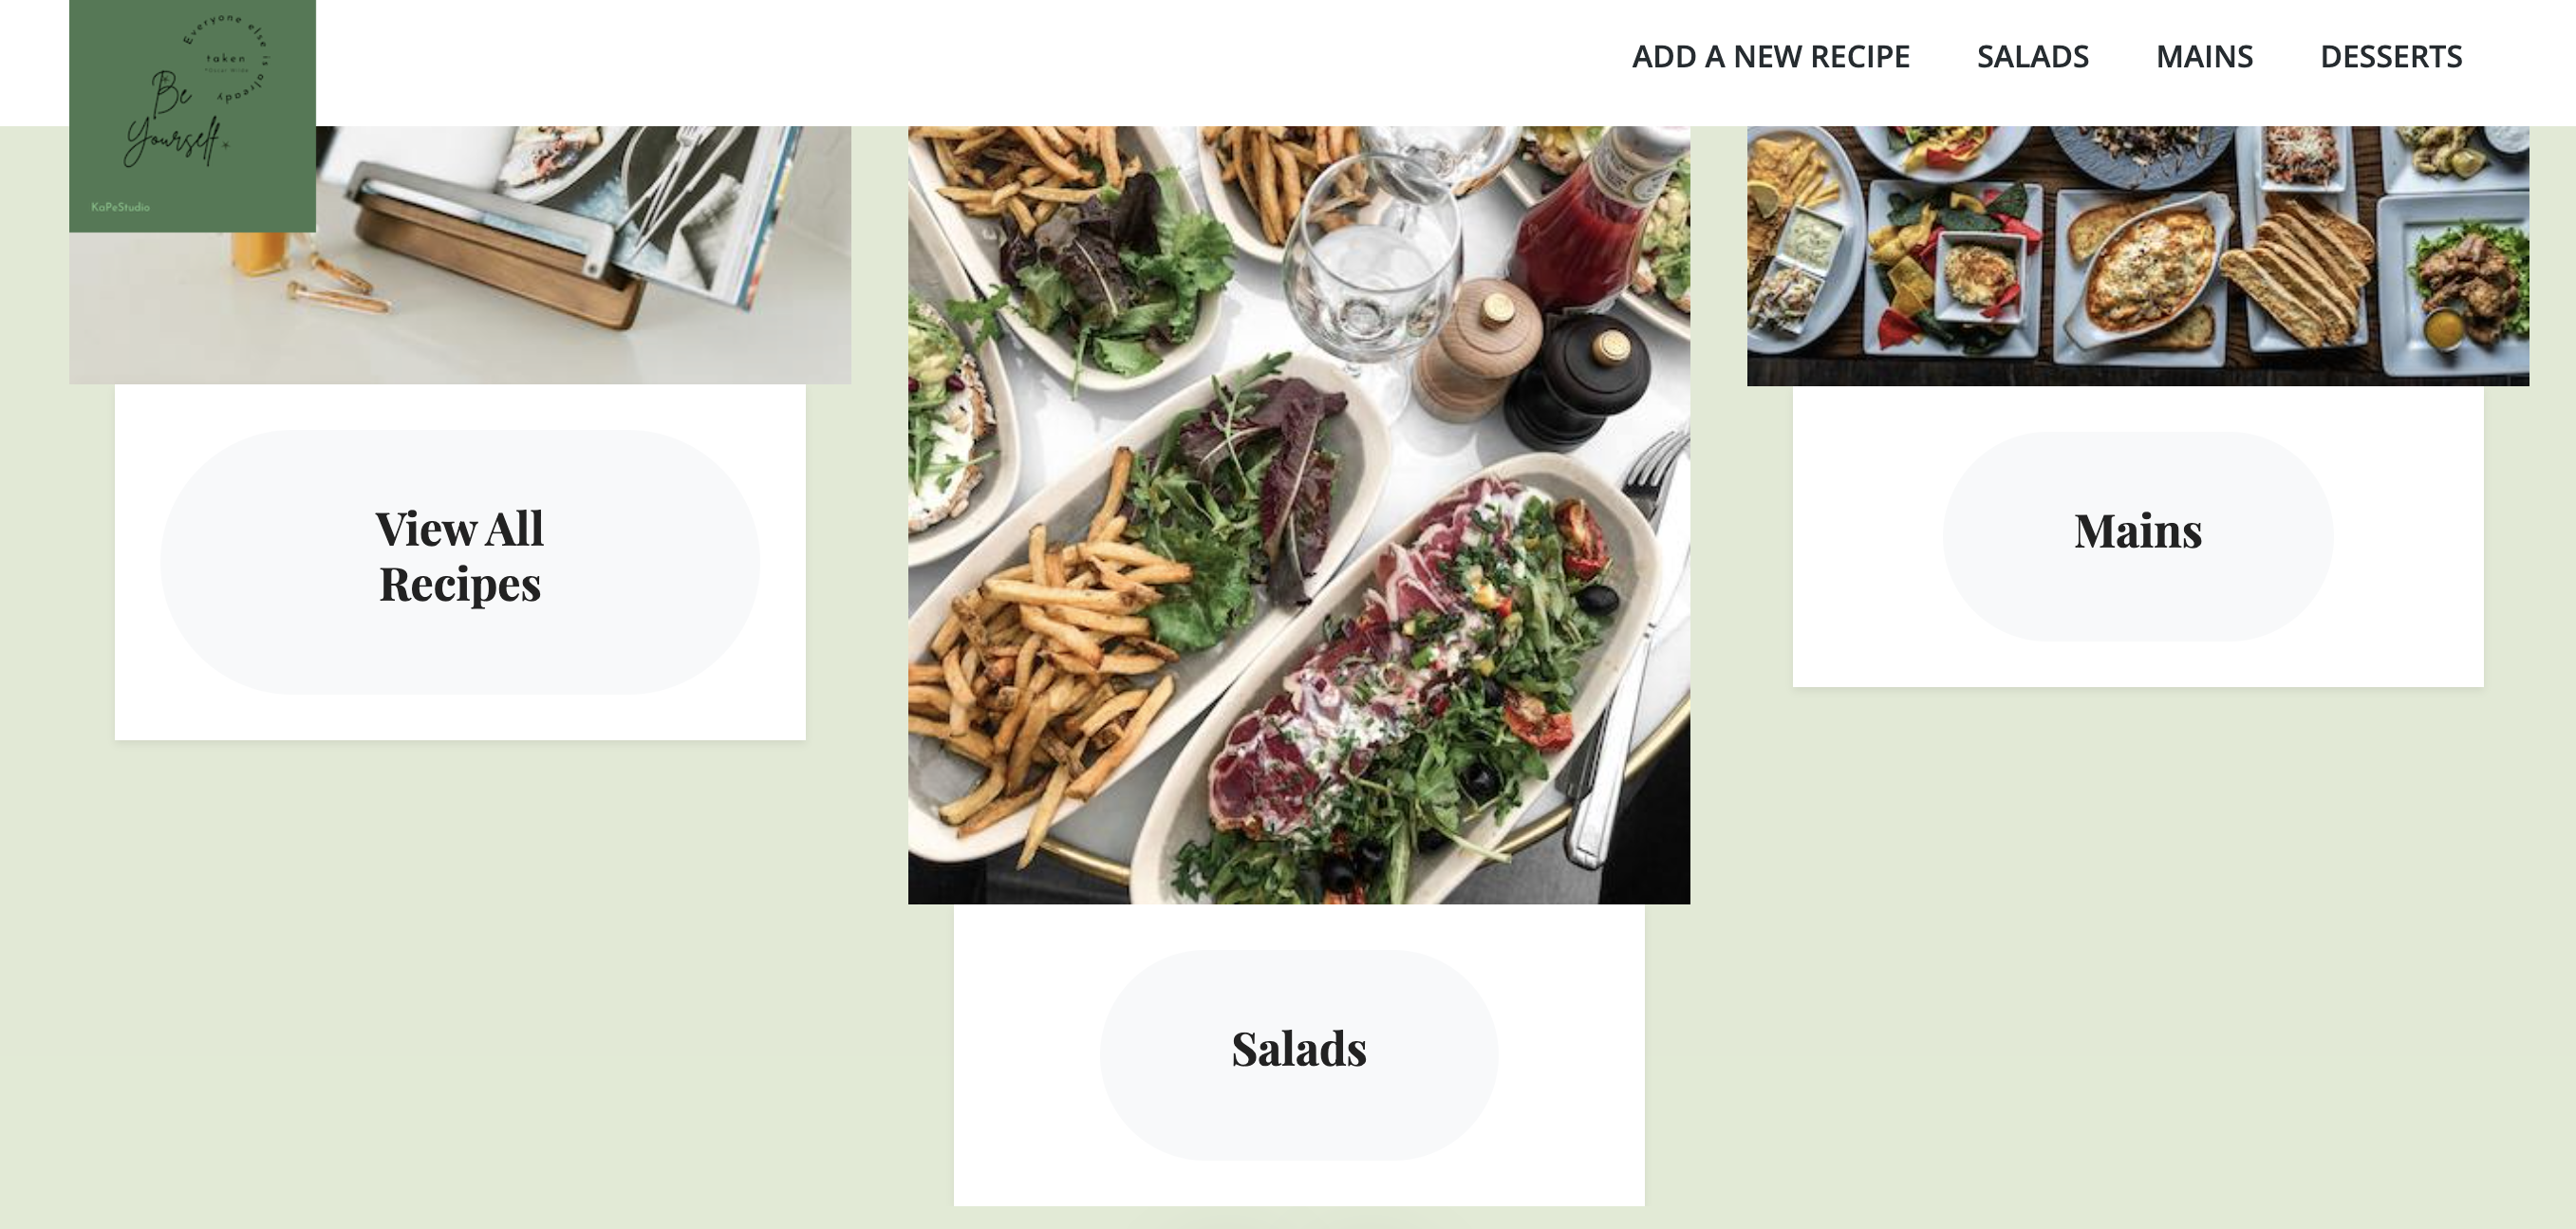 Everyone else is already
taken
Be
Yourself
KaPeStudio
ADD A NEW RECIPE
SALADS
MAINS
DESSERTS
View All
Recipes
Mains
Salads